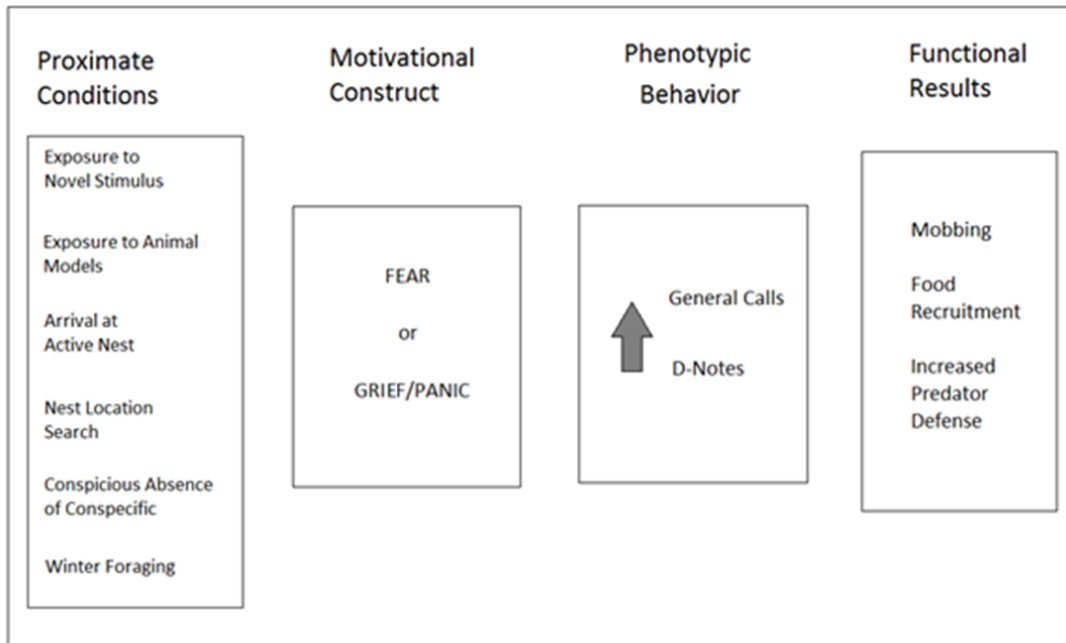 Proximate
Conditions
Exposure to
Novel Stimulus
Exposure to Animal
Models
Arrival at
Active Nest
Nest Location
Search
Conspicious Absence
of Conspecific
Winter Foraging
Motivational
Construct
FEAR
or
GRIEF/PANIC
Phenotypic
Behavior
General Calls
D-Notes
Functional
Results
Mobbing
Food
Recruitment
Increased
Predator
Defense